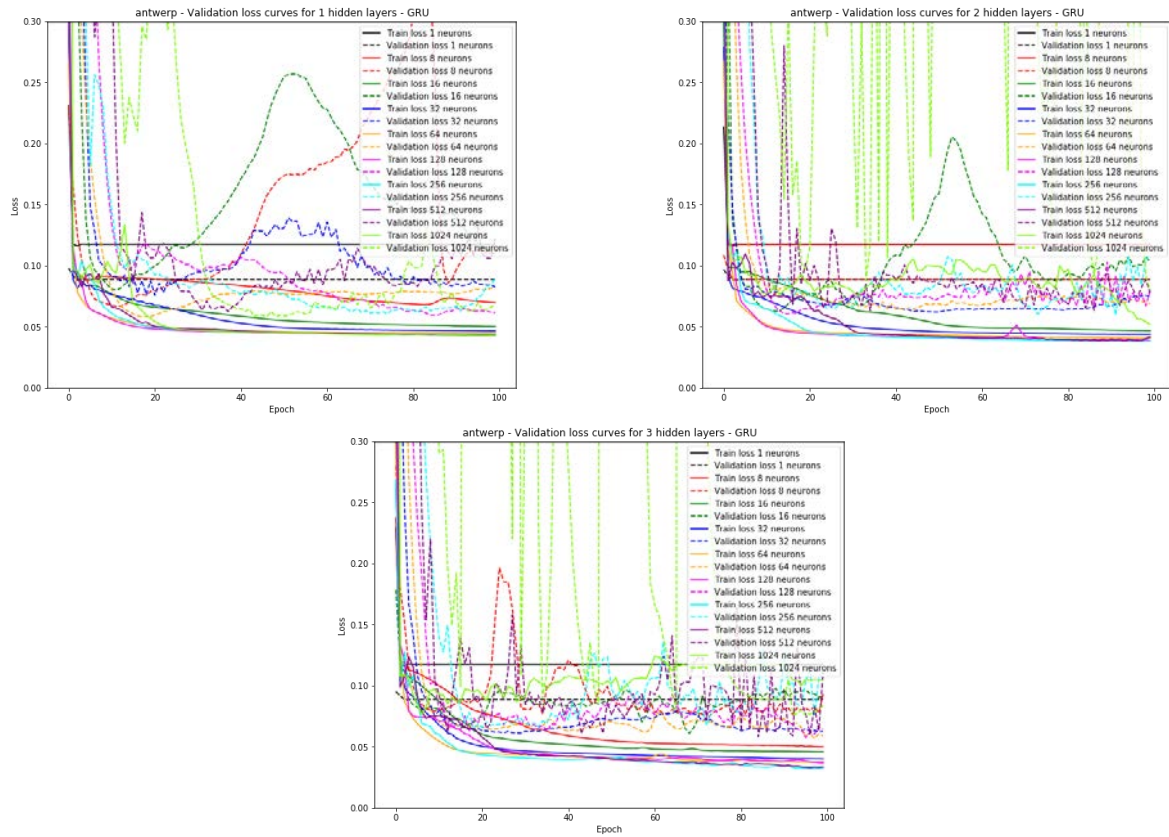 antwerp - Validation loss curves for 1 hidden layers - GRU
0.30
0.25
0.20
0.15
0.10
0.05
0.00
Loss
0
20
40
60
80
100
Epoch
Train loss 1 neurons
Validation loss 1 neurons
Train loss 8 neurons
Validation loss 8 neurons
Train loss 16 neurons
Validation loss 16 neurons
Train loss 32 neurons
Validation loss 32 neurons
Train loss 64 neurons
Validation loss 64 neurons
Train loss 128 neurons
Validation loss 128 neurons
Train loss 256 neurons
Validation loss 256 neurons
Train loss 512 neurons
Validation loss 512 neurons
Train loss 1024 neurons
Validation loss 1024 neurons
antwerp - Validation loss curves for 2 hidden layers - GRU
0.30
0.25
0.20
0.15
0.10
0.05
0.00
Loss
0
20
40
60
80
100
Epoch
Train loss 1 neurons
Validation loss 1 neurons
Train loss 8 neurons
Validation loss 8 neurons
Train loss 16 neurons
Validation loss 16 neurons
Train loss 32 neurons
Validation loss 32 neurons
Train loss 64 neurons
Validation loss 64 neurons
Train loss 128 neurons
Validation loss 128 neurons
Train loss 256 neurons
Validation loss 256 neurons
Train loss 512 neurons
Validation loss 512 neurons
Train loss 1024 neurons
Validation loss 1024 neurons
antwerp - Validation loss curves for 3 hidden layers - GRU
0.30
0.25
0.20
0.15
0.10
0.05
0.00
Loss
0
20
40
60
80
100
Epoch
Train loss 1 neurons
Validation loss 1 neurons
Train loss 8 neurons
Validation loss 8 neurons
Train loss 16 neurons
Validation loss 16 neurons
Train loss 32 neurons
Validation loss 32 neurons
Train loss 64 neurons
Validation loss 64 neurons
Train loss 128 neurons
Validation loss 128 neurons
Train loss 256 neurons
Validation loss 256 neurons
Train loss 512 neurons
Validation loss 512 neurons
Train loss 1024 neurons
Validation loss 1024 neurons